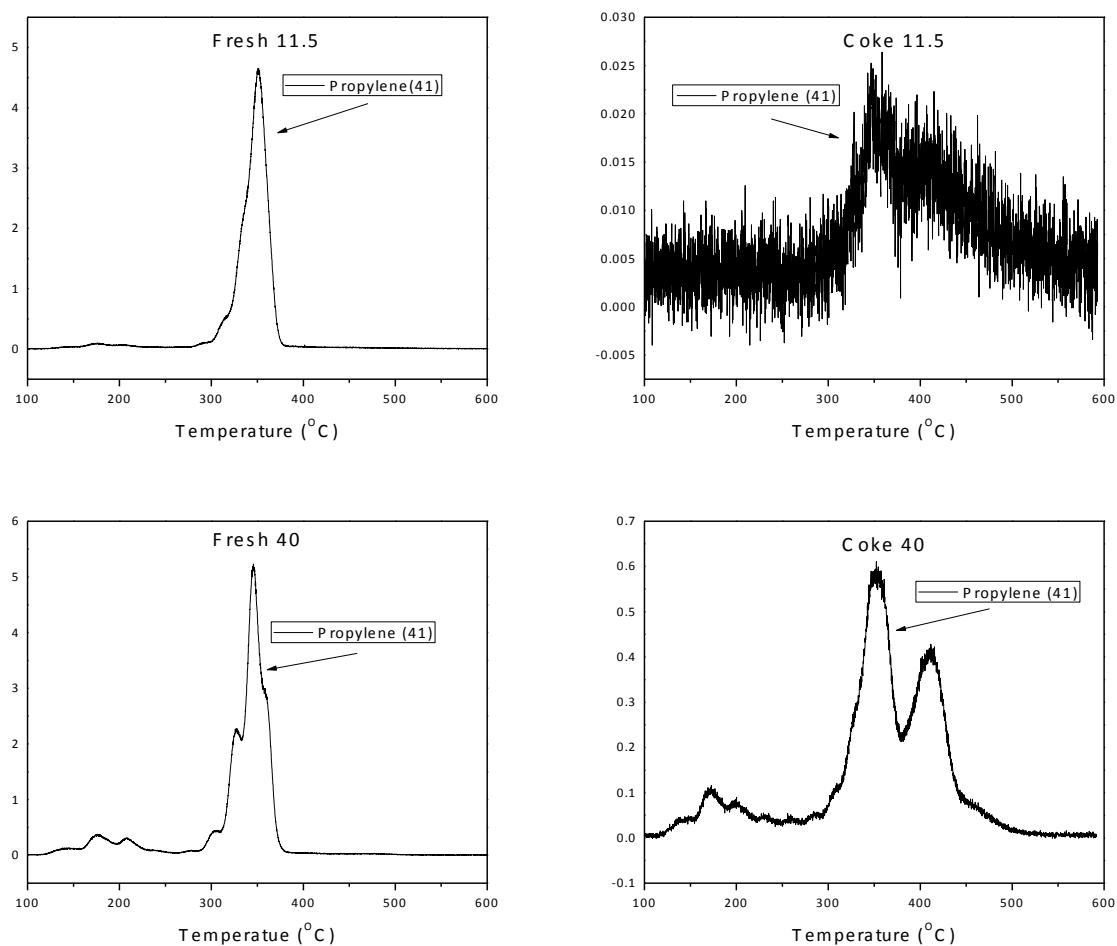 Fresh 11.5
Propylene(41)
5
4
3
2
1
0
100 200 300 400 500 600
Temperature (°C)
Coke 11.5
Propylene (41)
0.030
0.025
0.020
0.015
0.010
0.005
0.000
-0.005
100 200 300 400 500 600
Temperature (°C)
Fresh 40
Propylene (41)
6
5
4
3
2
1
0
100 200 300 400 500 600
Temperatue (°C)
Coke 40
Propylene (41)
0.7
0.6
0.5
0.4
0.3
0.2
0.1
0.0
-0.1
100 200 300 400 500 600
Temperature (°C)